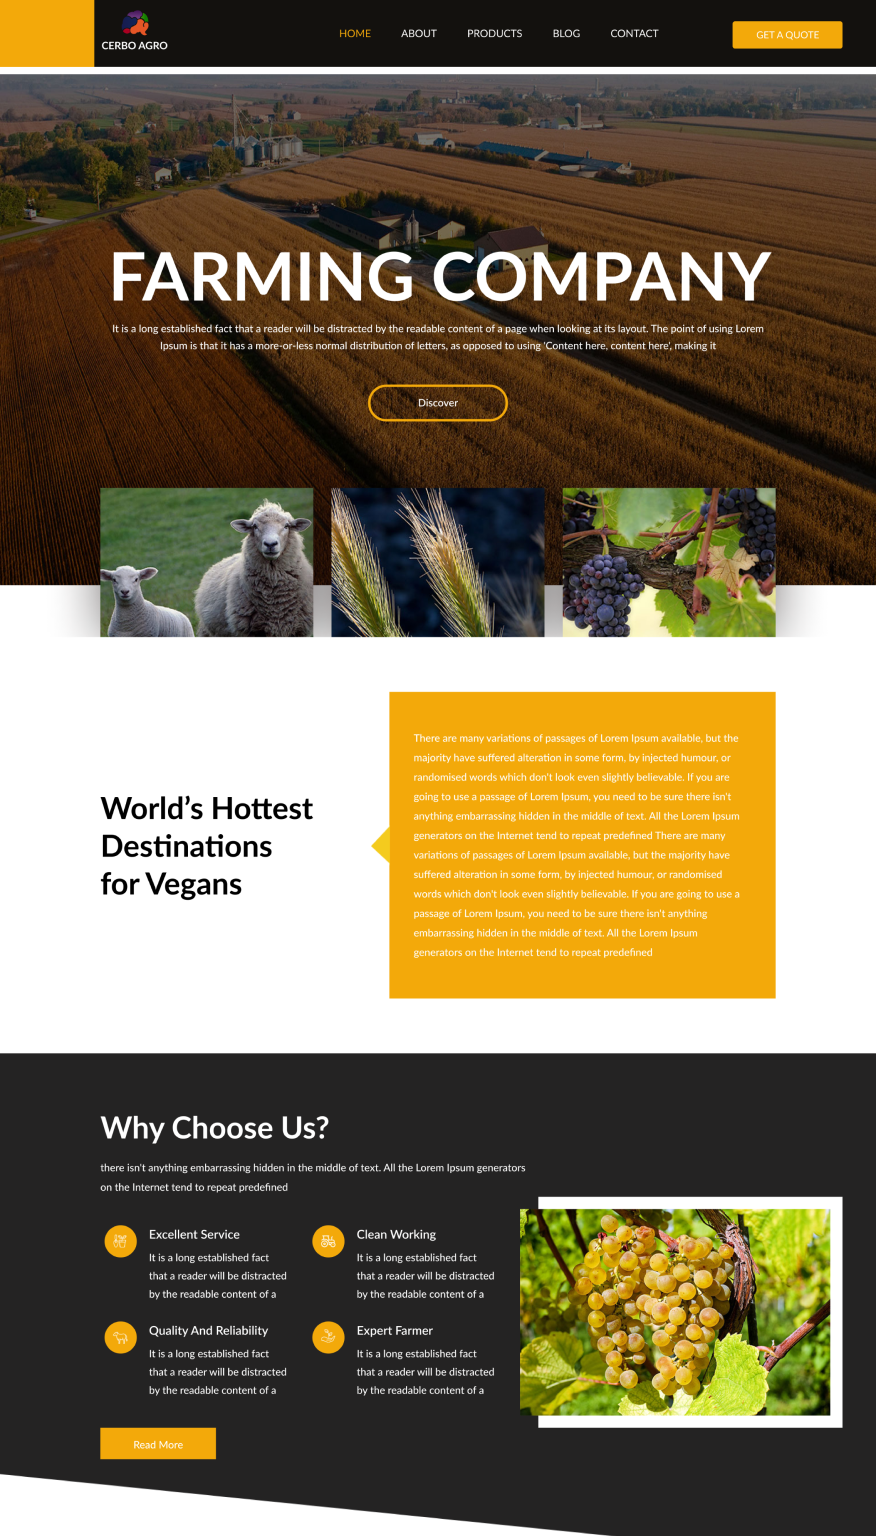 CERBO AGRO
HOME ABOUT PRODUCTS BLOG CONTACT
GET A QUOTE
FARMING COMPANY
It is a long established fact that a reader will be distracted by the readable content of a page when looking at its layout. The point of using Lorem
Ipsum is that it has a more-or-less normal distribution of letters, as opposed to using 'Content here, content here', making it
Discover
World's Hottest
Destinations
for Vegans
There are many variations of passages of Lorem Ipsum available, but the
majority have suffered alteration in some form, by injected humour, or
randomised words which don't look even slightly believable. If you are
going to use a passage of Lorem Ipsum, you need to be sure there isn't
anything embarrassing hidden in the middle of text. All the Lorem Ipsum
generators on the Internet tend to repeat predefined There are many
variations of passages of Lorem Ipsum available, but the majority have
suffered alteration in some form, by injected humour, or randomised
words which don't look even slightly believable. If you are going to use a
passage of Lorem Ipsum, you need to be sure there isn't anything
embarrassing hidden in the middle of text. All the Lorem Ipsum
generators on the Internet tend to repeat predefined
Why Choose Us?
there isn't anything embarrassing hidden in the middle of text. All the Lorem Ipsum generators
on the Internet tend to repeat predefined
Excellent Service
It is a long established fact
that a reader will be distracted
by the readable content of a
Clean Working
It is a long established fact
that a reader will be distracted
by the readable content of a
Quality And Reliability
It is a long established fact
that a reader will be distracted
by the readable content of a
Expert Farmer
It is a long established fact
that a reader will be distracted
by the readable content of a
Read More